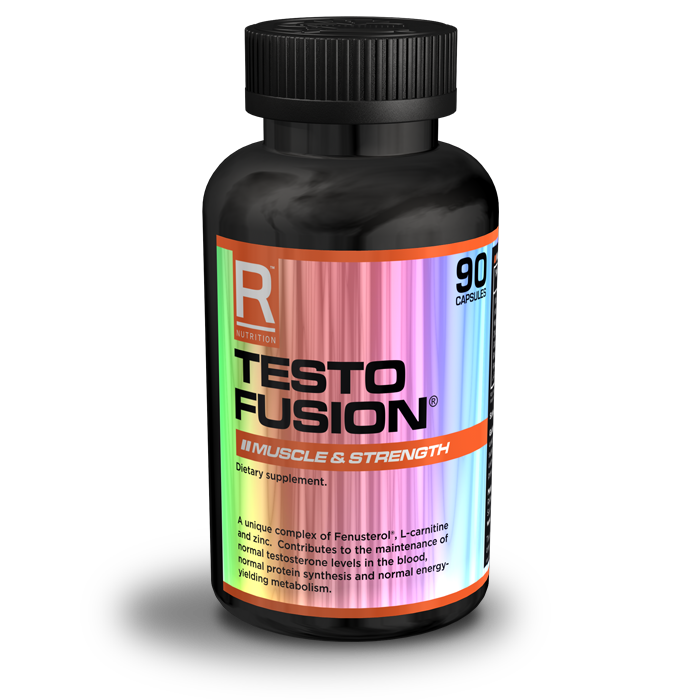 R™
NUTRITION
90
CAPSULES
TESTO
FUSION®
MUSCLE & STRENGTH
Dietary supplement.
A unique complex of Fenusterol®, L-carnitine
and zinc. Contributes to the maintenance of
normal testosterone levels in the blood,
normal protein synthesis and normal energy-
yielding metabolism.